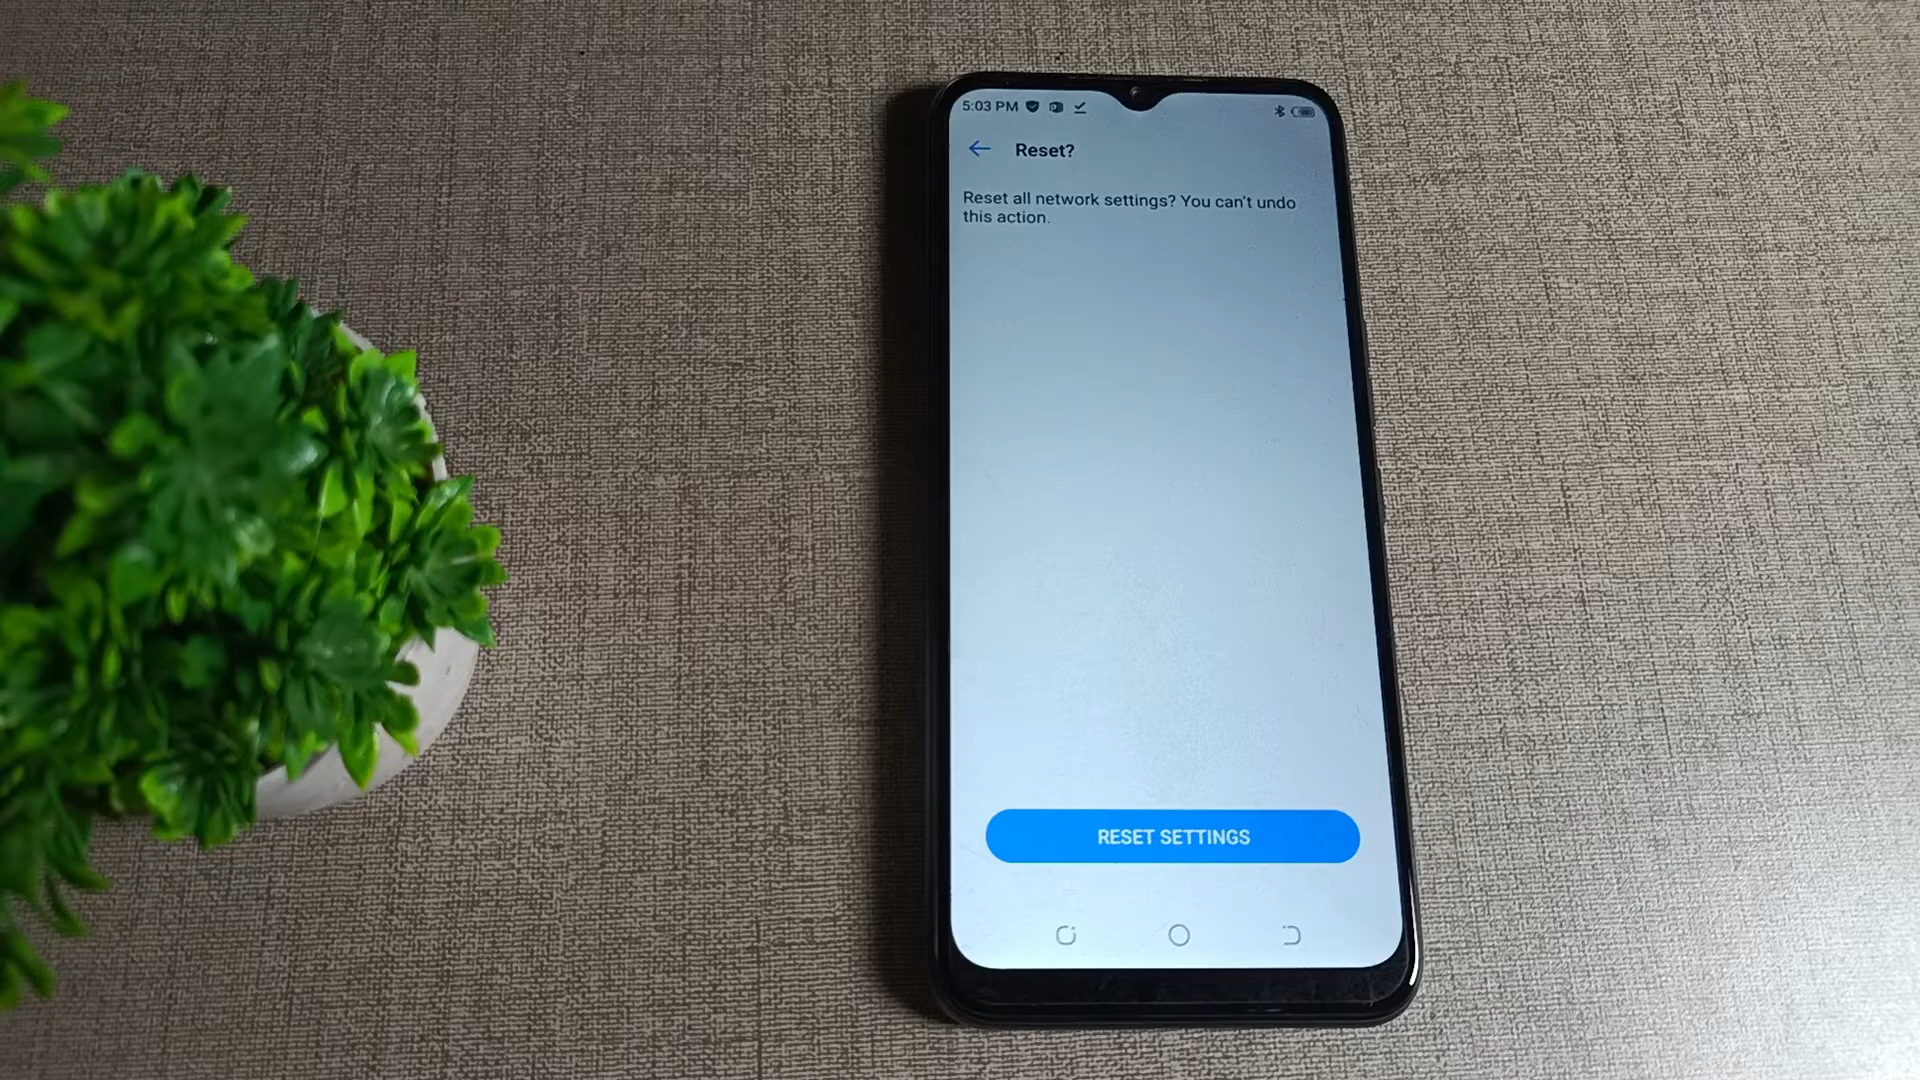 5:03 PM
Reset?
Reset all network settings? You can't undo
this action.
RESET SETTINGS